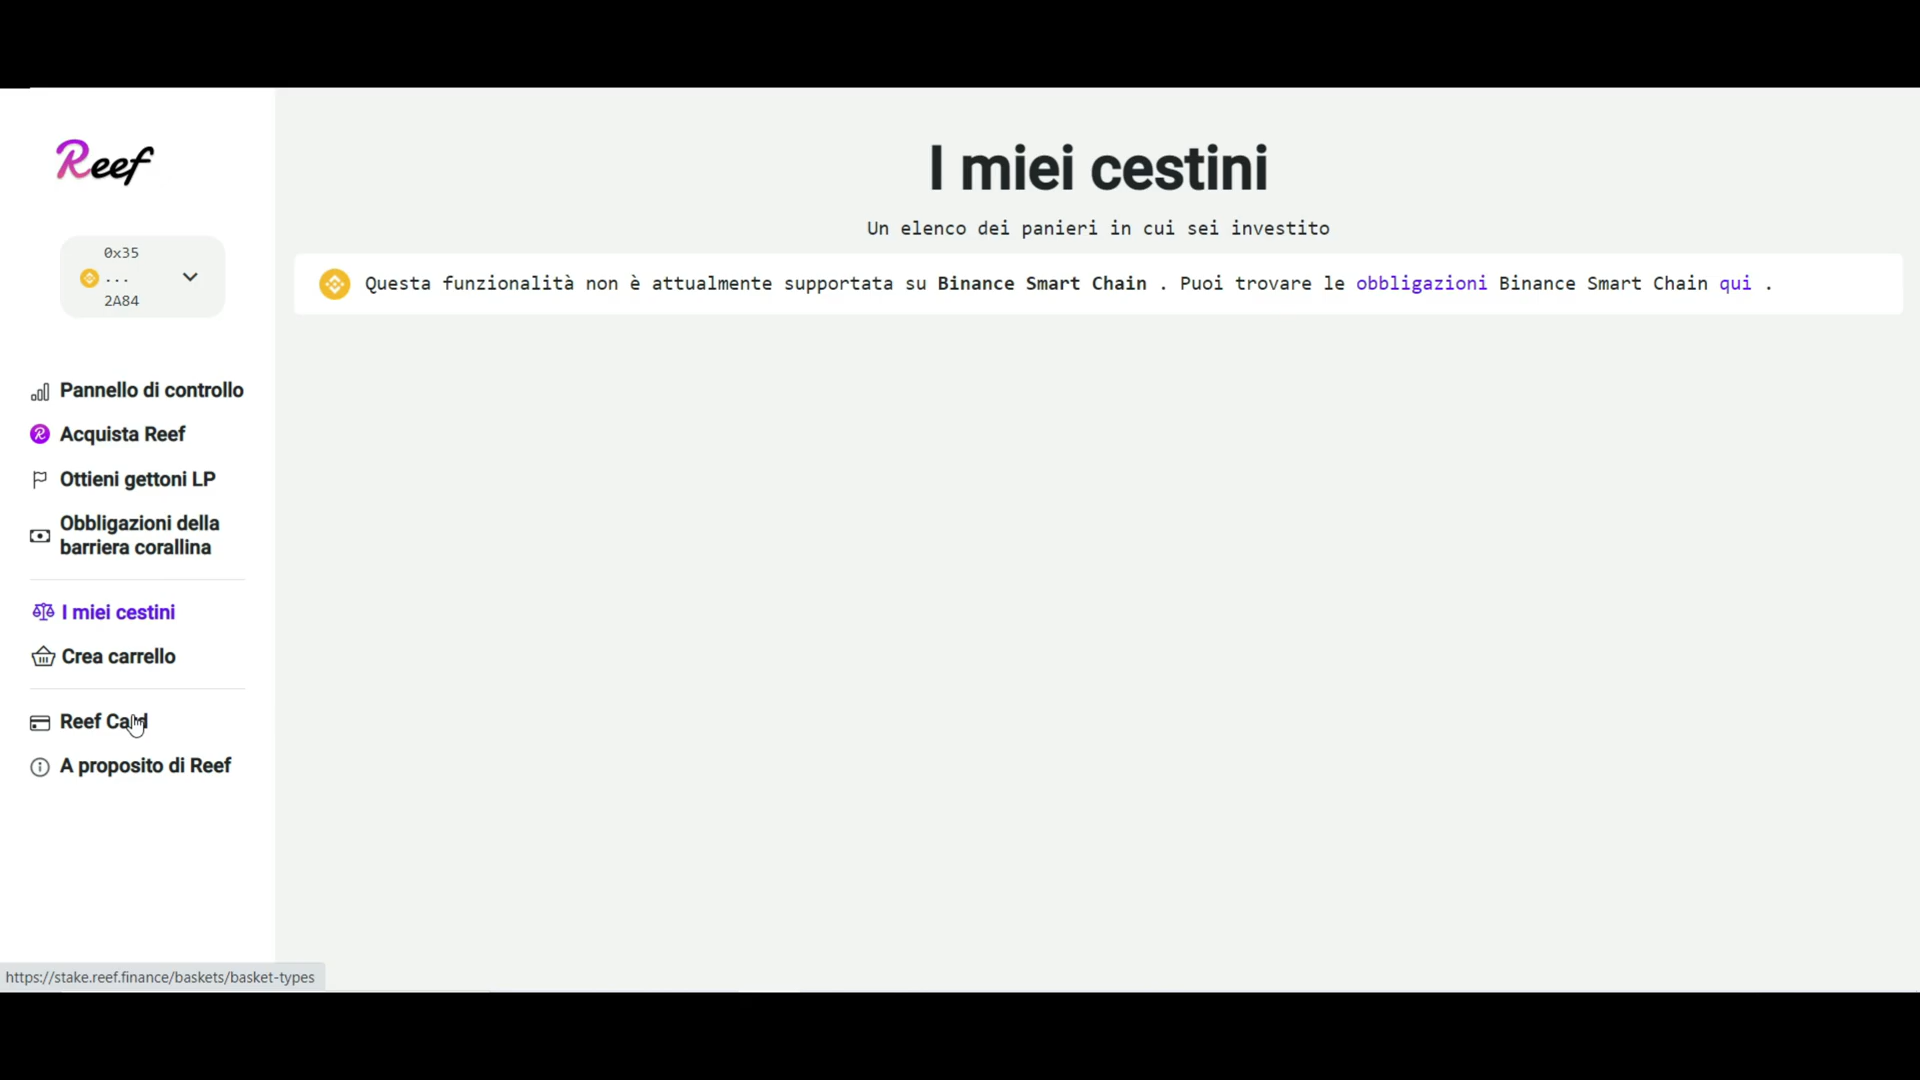 Reef
I miei cestini
Un elenco dei panieri in cui sei investito
0x35
...
2A84
Questa funzionalità non è attualmente supportata su Binance Smart Chain . Puoi trovare le obbligazioni Binance Smart Chain qui .
Pannello di controllo
Acquista Reef
Ottieni gettoni LP
Obbligazioni della
barriera corallina
I miei cestini
Crea carrello
Reef Card
A proposito di Reef
https://stake.reef.finance/baskets/basket-types